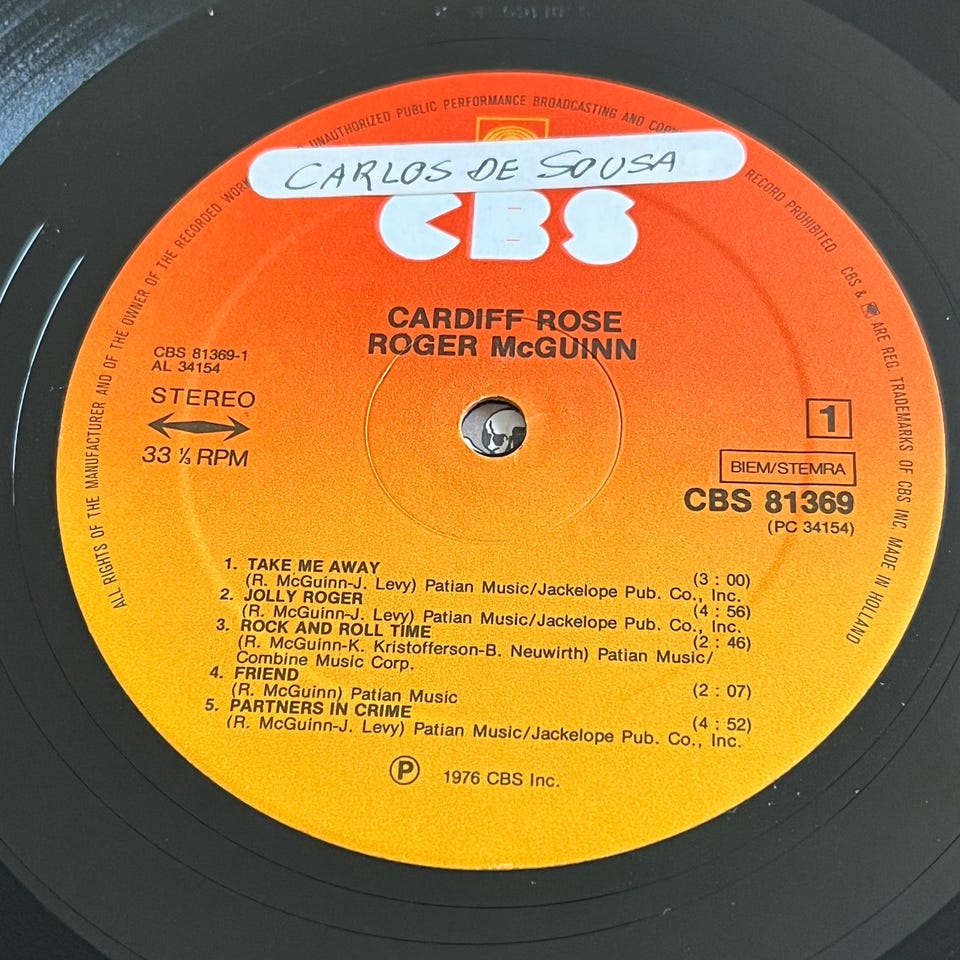 UNAUTHORIZED PUBLIC PERFORMANCE BROADCASTING AND
RECORD PROHIBITED CBS & ARE REG. TRADEMARKS OF CBS INC. MADE IN HOLLAND
ALL RIGHTS OF THE MANUFACTURER AND OF THE OWNER OF THE RECORDED
CARLOS DE SOUSA
CBS
CARDIFF ROSE
ROGER McGUINN
CBS 81369-1
AL 34154
STEREO
33 ⅓ RPM
1
BIEM/STEMRA
CBS 81369
(PC 34154)
1. TAKE ME AWAY (3 : 00)
(R. McGuinn-J. Levy) Patian Music/Jackelope Pub. Co., Inc.
2. JOLLY ROGER (4 : 56)
(R. McGuinn-J. Levy) Patian Music/Jackelope Pub. Co., Inc.
3. ROCK AND ROLL TIME (2 : 46)
(R. McGuinn-K. Kristofferson-B. Neuwirth) Patian Music/
Combine Music Corp.
4. FRIEND (2 : 07)
(R. McGuinn) Patian Music
5. PARTNERS IN CRIME (4 : 52)
(R. McGuinn-J. Levy) Patian Music/Jackelope Pub. Co., Inc.
℗ 1976 CBS Inc.